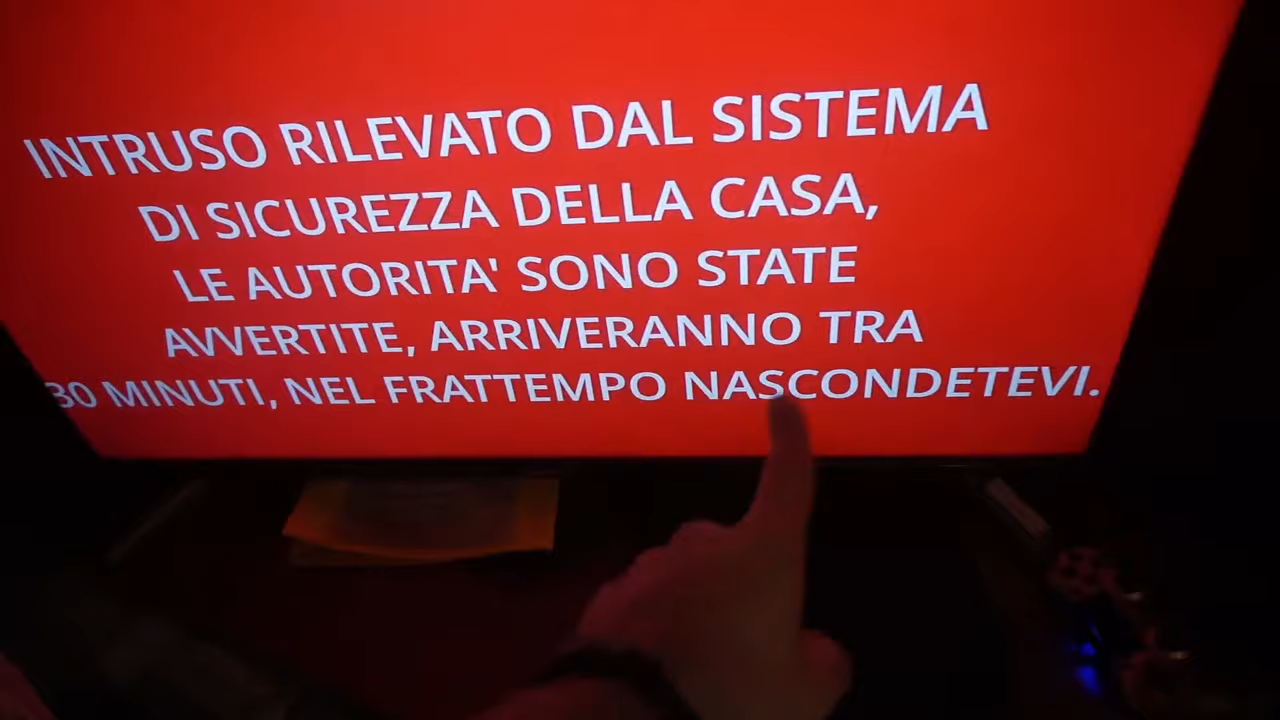 INTRUSO RILEVATO DAL SISTEMA
DI SICUREZZA DELLA CASA,
LE AUTORITA' SONO STATE
AVVERTITE, ARRIVERANNO TRA
30 MINUTI, NEL FRATTEMPO NASCONDETEVI.